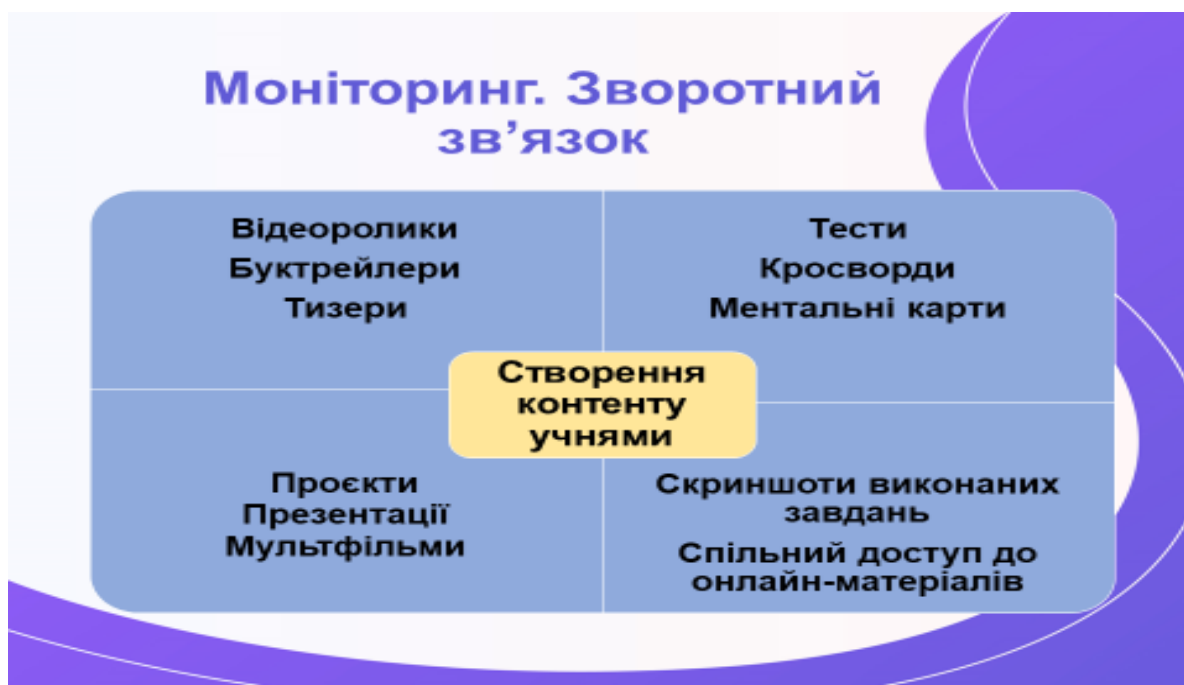 Моніторинг. Зворотний
зв’язок
Відеоролики
Буктрейлери
Тизери
Тести
Кросворди
Ментальні карти
Створення
контенту
учнями
Проєкти
Презентації
Мультфільми
Скриншоти виконаних
завдань
Спільний доступ до
онлайн-матеріалів